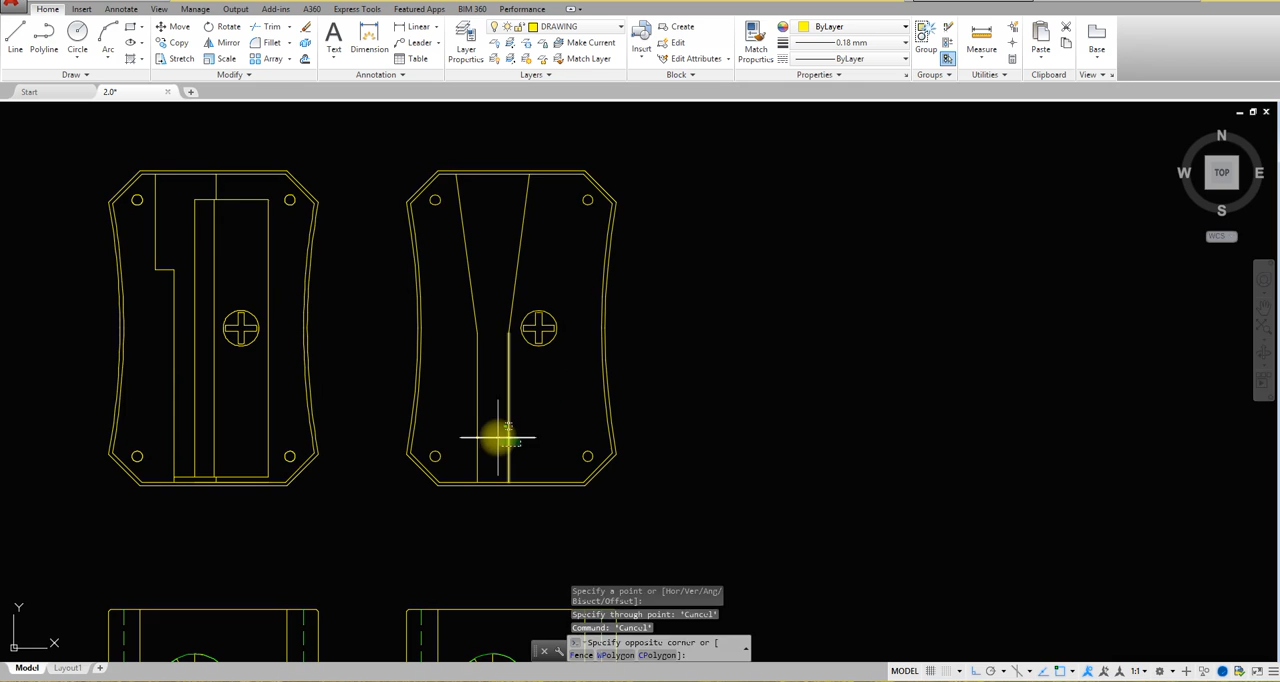 Home Insert Annotate View Manage Output Add-ins A360 Express Tools Featured Apps BIM 360 Performance
Line Polyline Circle Arc
Move Rotate Trim
Copy Mirror Fillet
Stretch Scale Array
Text Dimension
Linear
Leader
Table
Layer
Properties
DRAWING
Make Current
Match Layer
Insert
Create
Edit
Edit Attributes
Match
Properties
ByLayer
0.18 mm
ByLayer
Group
Measure
Paste
Base
Draw Modify Annotation Layers Block Properties Groups Utilities Clipboard View
Start 2.0*
N
W TOP E
S
WCS
Specify a point or [Hor/Ver/Ang/
Bisect/Offset]:
Specify through point: *Cancel*
Command: *Cancel*
Specify opposite corner or [
Fence WPolygon CPolygon]:
Y
X
Model Layout1 +
MODEL 1:1